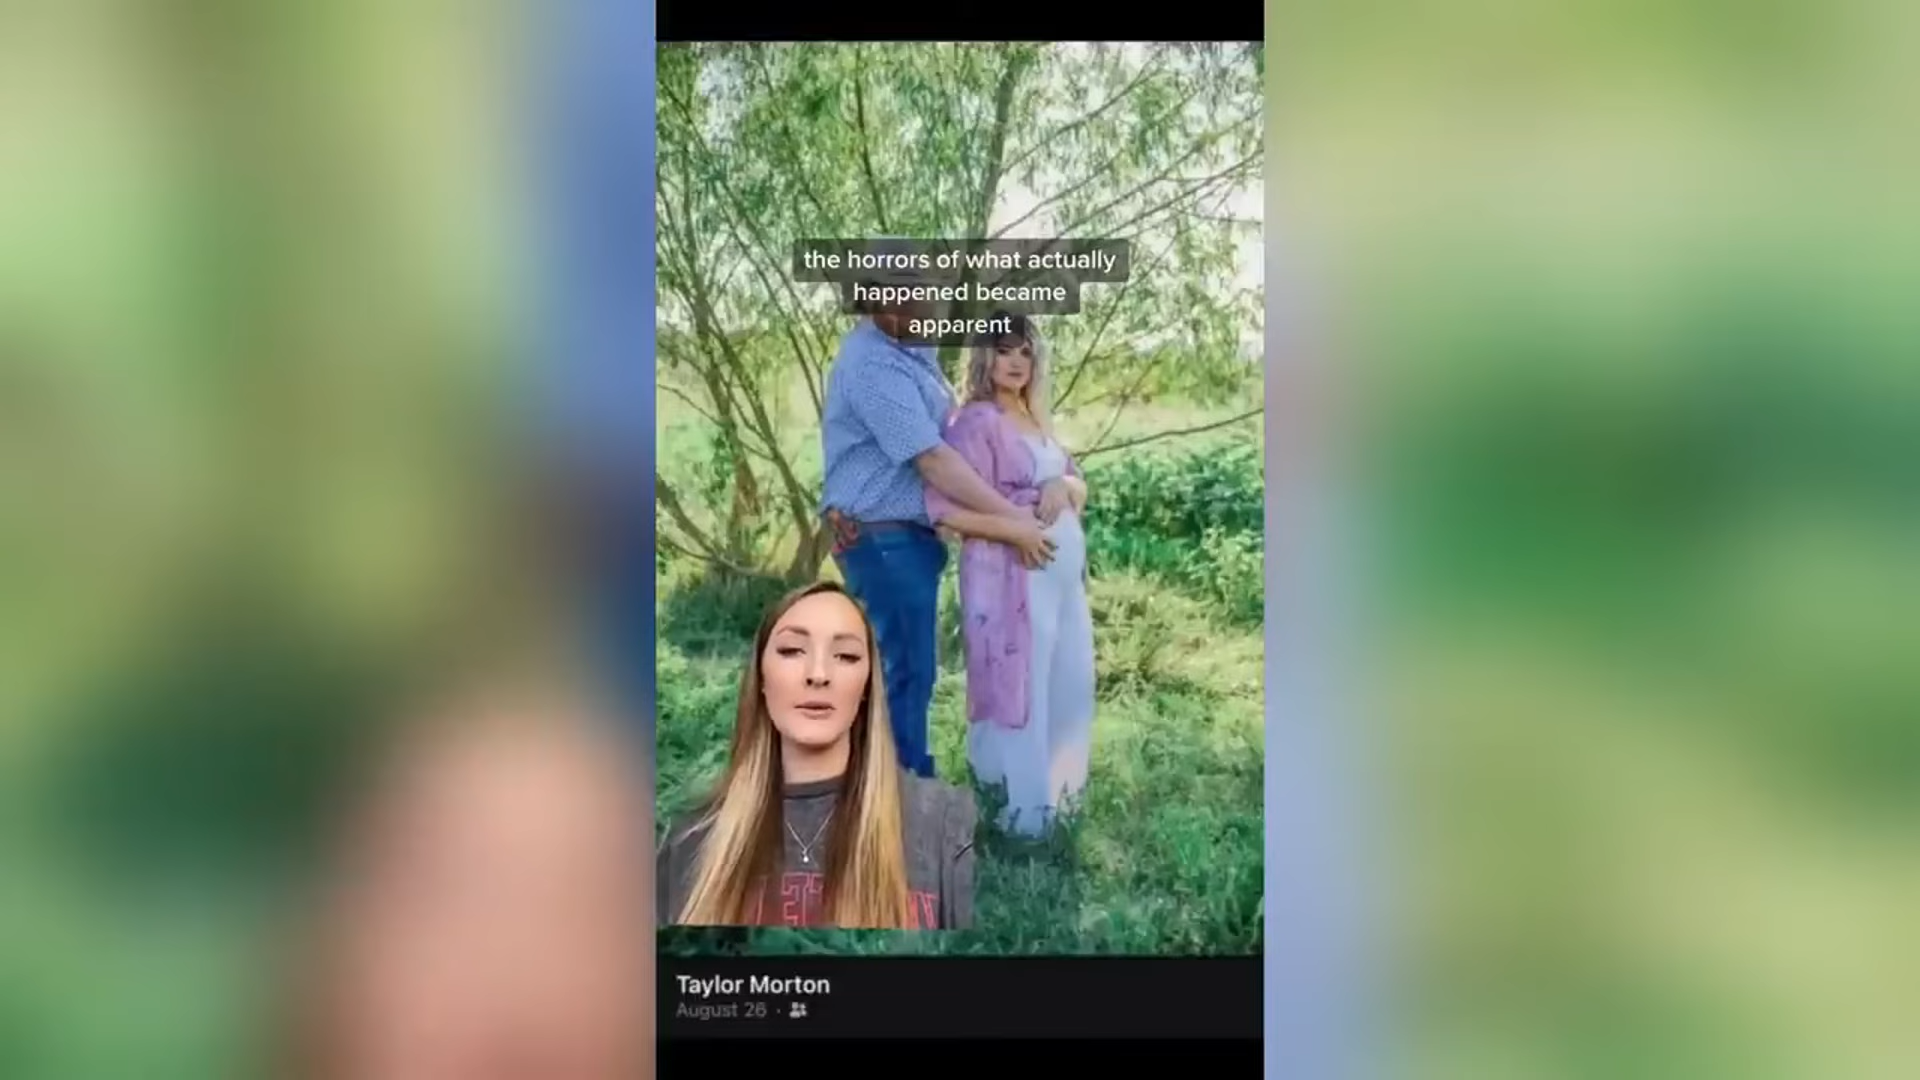 the horrors of what actually
happened became
apparent
Taylor Morton
August 26 ·